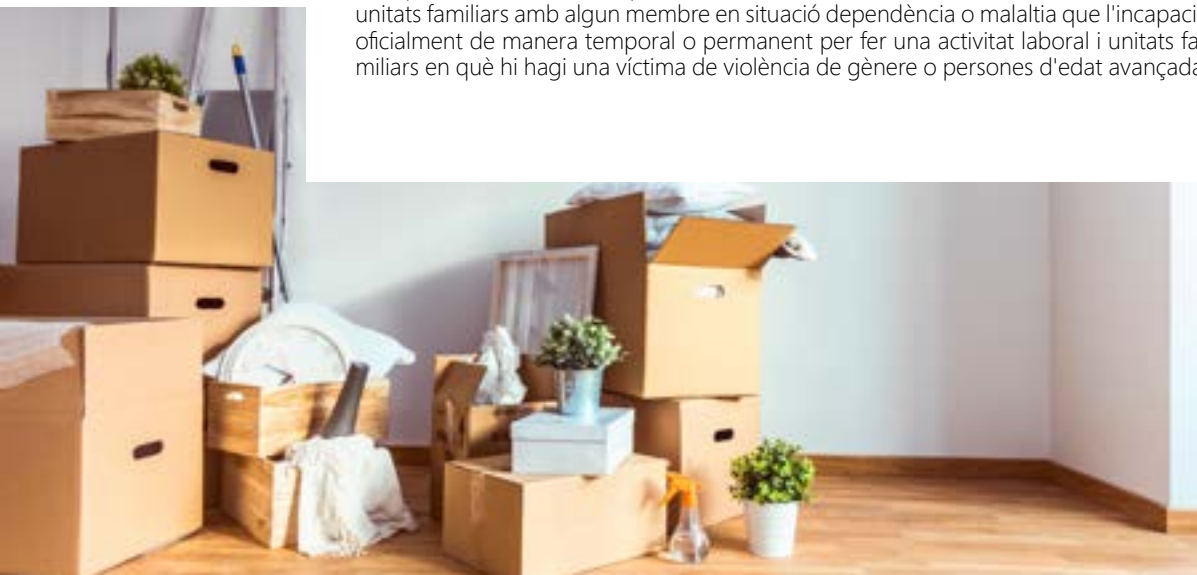 unitats familiars amb algun membre en situació dependència o malaltia que l'incapaci
oficialment de manera temporal o permanent per fer una activitat laboral i unitats fa
miliars en què hi hagi una víctima de violència de gènere o persones d'edat avançada